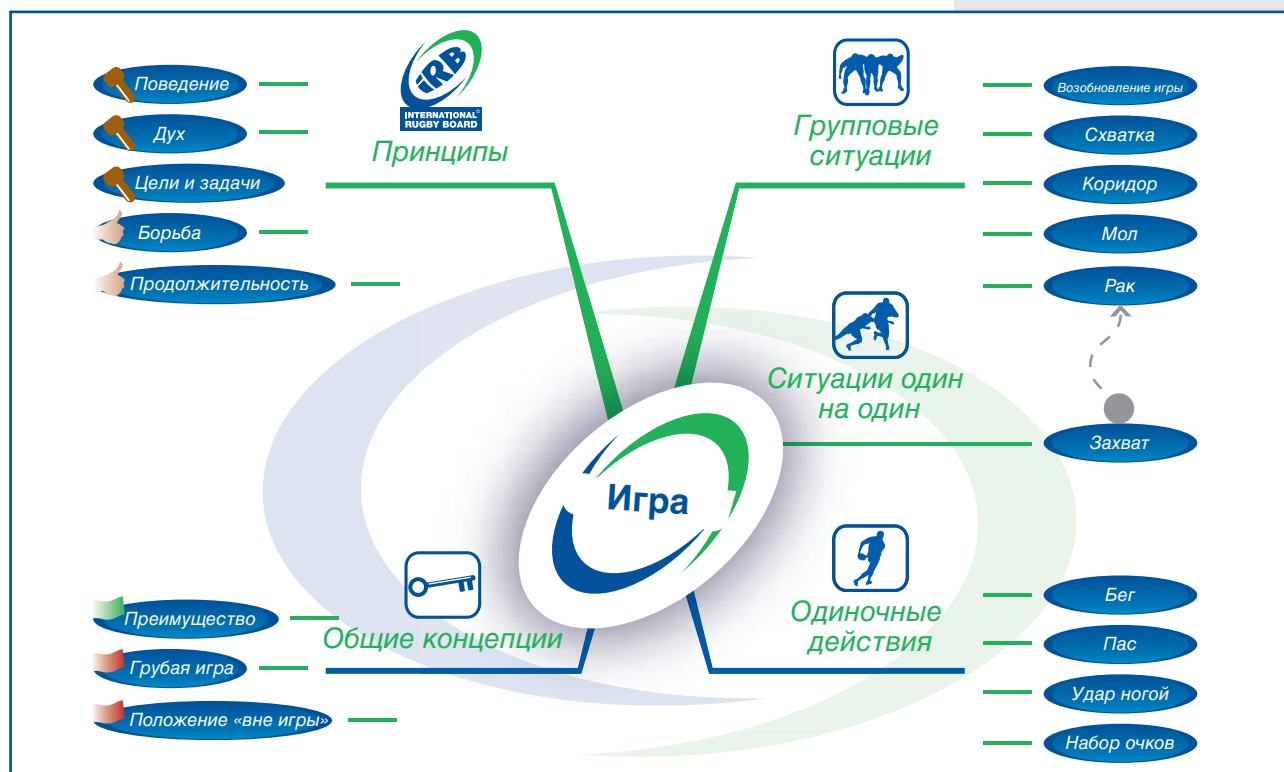 Поведение
Дух
Цели и задачи
Борьба
Продолжительность
iRB
INTERNATIONAL
RUGBY BOARD
Принципы
Групповые
ситуации
Возобновление игры
Схватка
Коридор
Мол
Рак
Ситуации один
на один
Захват
Игра
Преимущество
Грубая игра
Положение «вне игры»
Общие концепции
Одиночные
действия
Бег
Пас
Удар ногой
Набор очков